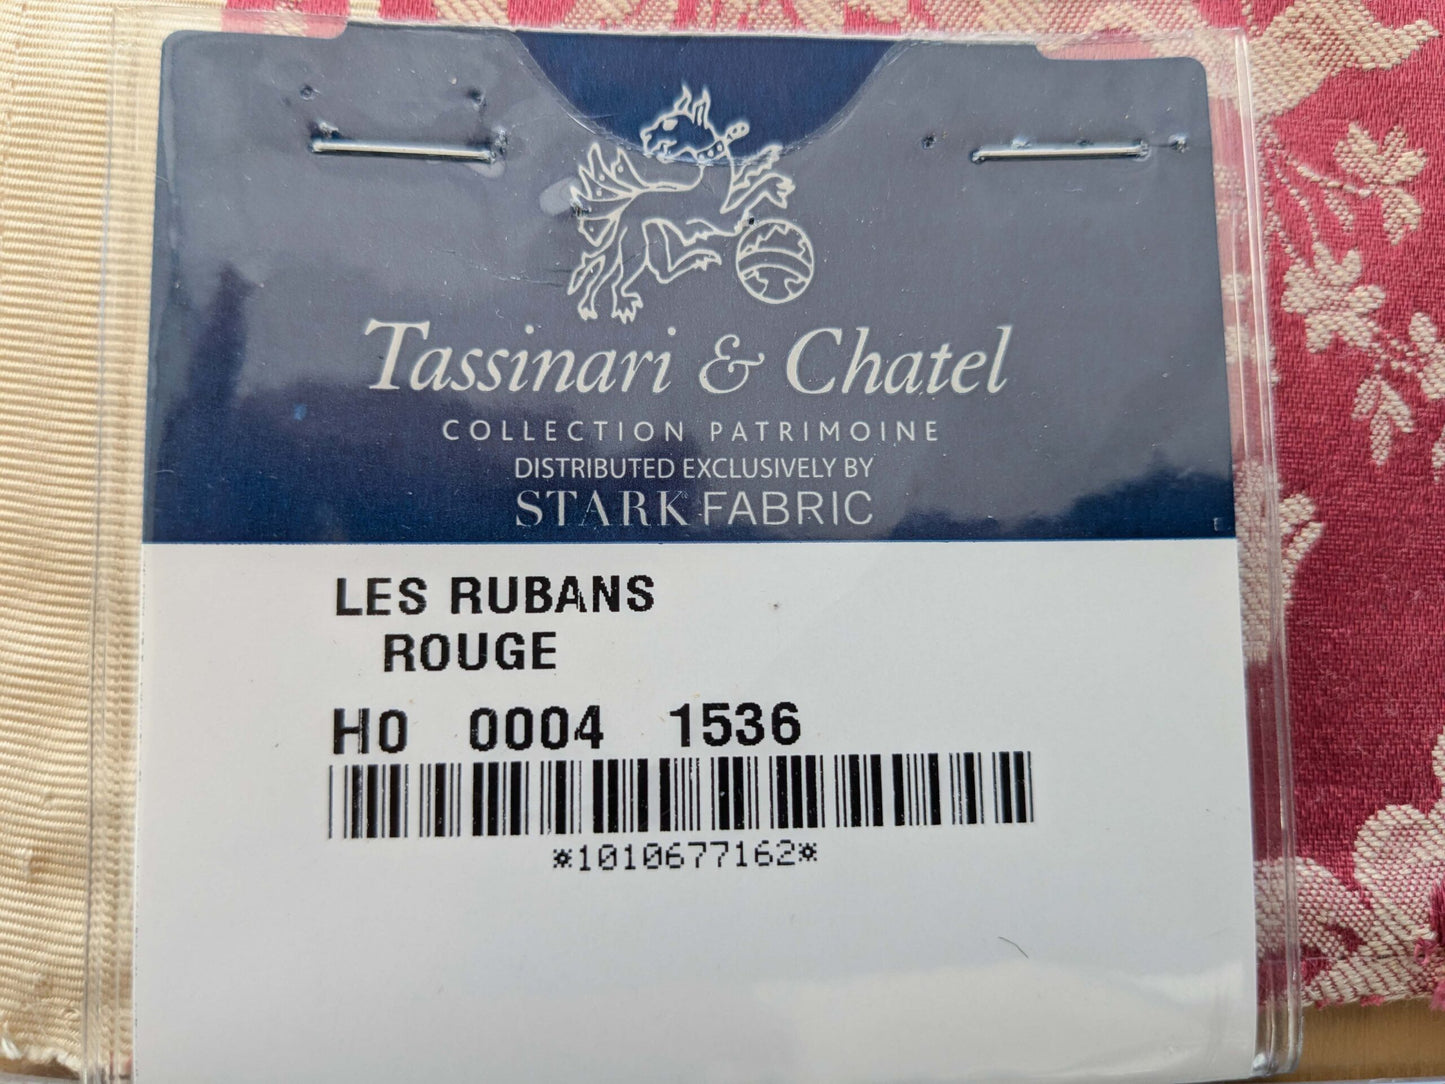 Tassinari & Chatel
COLLECTION PATRIMOINE
DISTRIBUTED EXCLUSIVELY BY
STARK FABRIC
LES RUBANS
ROUGE
H0 0004 1536
*1010677162*